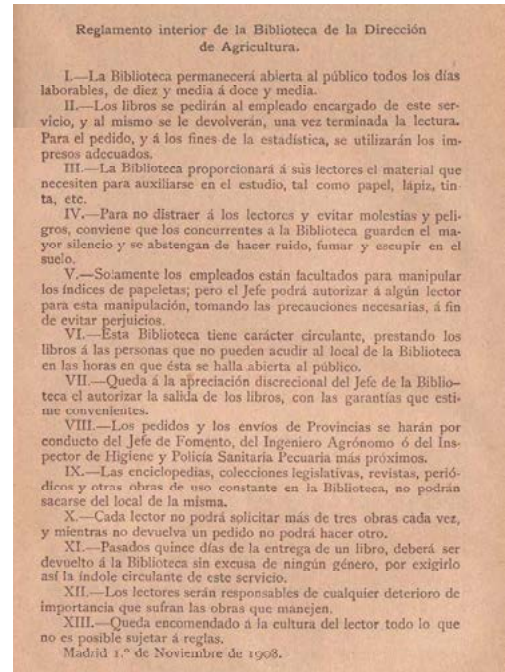 Reglamento interior de la Biblioteca de la Dirección
de Agricultura.
I.—La Biblioteca permanecerá abierta al público todos los días
laborables, de diez y media á doce y media.
II.—Los libros se pedirán al empleado encargado de este ser-
vicio, y al mismo se le devolverán, una vez terminada la lectura.
Para el pedido, y á los fines de la estadística, se utilizarán los im-
presos adecuados.
III.—La Biblioteca proporcionará á sus lectores el material que
necesiten para auxiliarse en el estudio, tal como papel, lápiz, tin-
ta, etc.
IV.—Para no distraer á los lectores y evitar molestias y peli-
gros, conviene que los concurrentes a la Biblioteca guarden el ma-
yor silencio y se abstengan de hacer ruido, fumar y escupir en el
suelo.
V.—Solamente los empleados están facultados para manipular
los índices de papeletas; pero el Jefe podrá autorizar á algún lector
para esta manipulación, tomando las precauciones necesarias, á fin
de evitar perjuicios.
VI.—Esta Biblioteca tiene carácter circulante, prestando los
libros á las personas que no pueden acudir al local de la Biblioteca
en las horas en que ésta se halla abierta al público.
VII.—Queda á la apreciación discrecional del Jefe de la Biblio-
teca el autorizar la salida de los libros, con las garantías que esti-
me convenientes.
VIII.—Los pedidos y los envíos de Provincias se harán por
conducto del Jefe de Fomento, del Ingeniero Agrónomo ó del Ins-
pector de Higiene y Policía Sanitaria Pecuaria más próximos.
IX.—Las enciclopedias, colecciones legislativas, revistas, perió-
dicos y otras obras de uso constante en la Biblioteca, no podrán
sacarse del local de la misma.
X.—Cada lector no podrá solicitar más de tres obras cada vez,
y mientras no devuelva un pedido no podrá hacer otro.
XI.—Pasados quince días de la entrega de un libro, deberá ser
devuelto á la Biblioteca sin excusa de ningún género, por exigirlo
así la índole circulante de este servicio.
XII.—Los lectores serán responsables de cualquier deterioro de
importancia que sufran las obras que manejen.
XIII.—Queda encomendado á la cultura del lector todo lo que
no es posible sujetar á reglas.
Madrid 1.º de Noviembre de 1908.